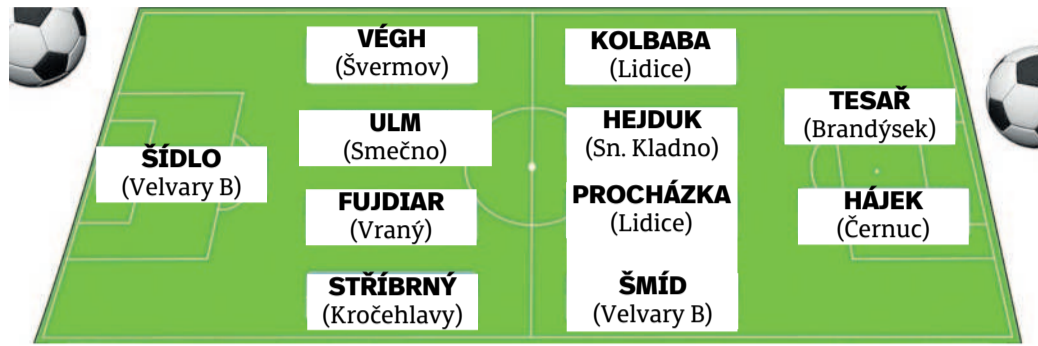 ŠÍDLO
(Velvary B)
VÉGH
(Švermov)
ULM
(Smečno)
FUJDIAR
(Vraný)
STŘÍBRNÝ
(Kročehlavy)
KOLBABA
(Lidice)
HEJDUK
(Sn. Kladno)
PROCHÁZKA
(Lidice)
ŠMÍD
(Velvary B)
TESAŘ
(Brandýsek)
HÁJEK
(Černuc)